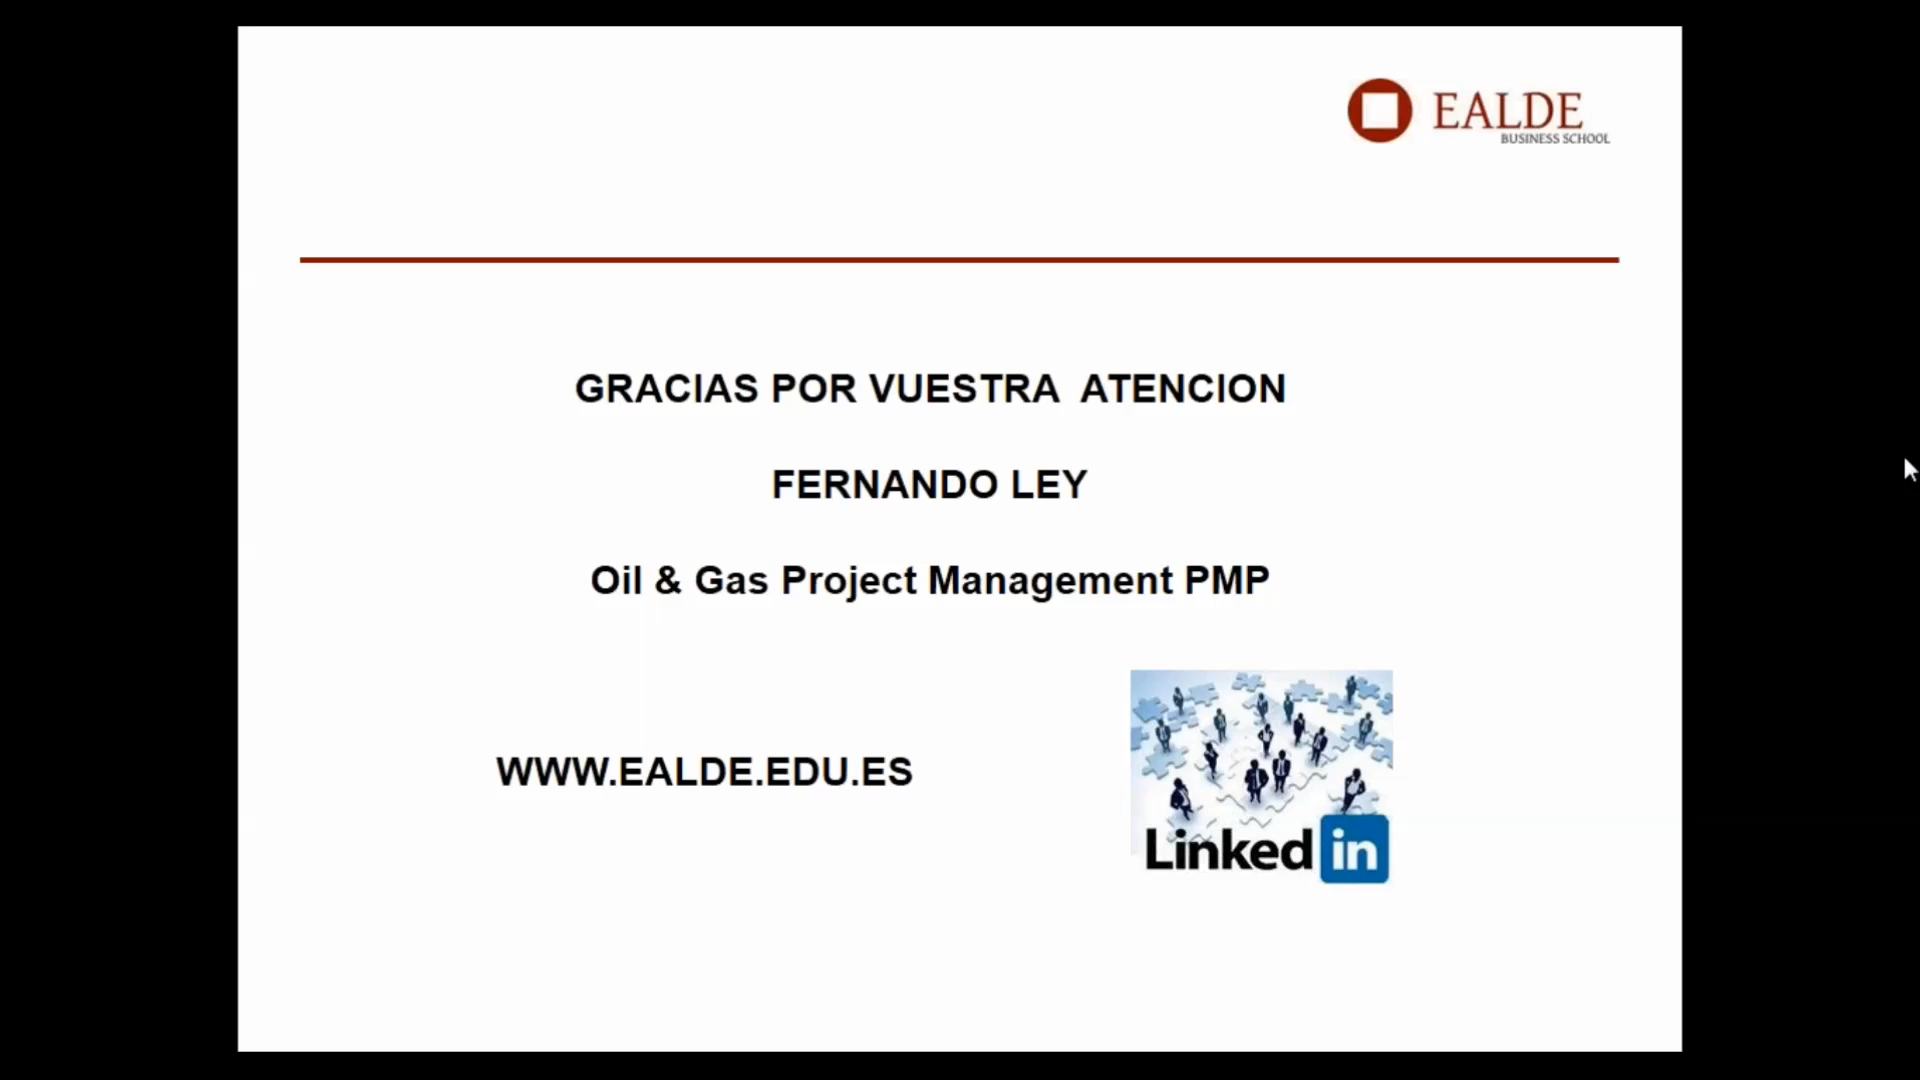 EALDE
BUSINESS SCHOOL
GRACIAS POR VUESTRA ATENCION
FERNANDO LEY
Oil & Gas Project Management PMP
WWW.EALDE.EDU.ES
Linked in